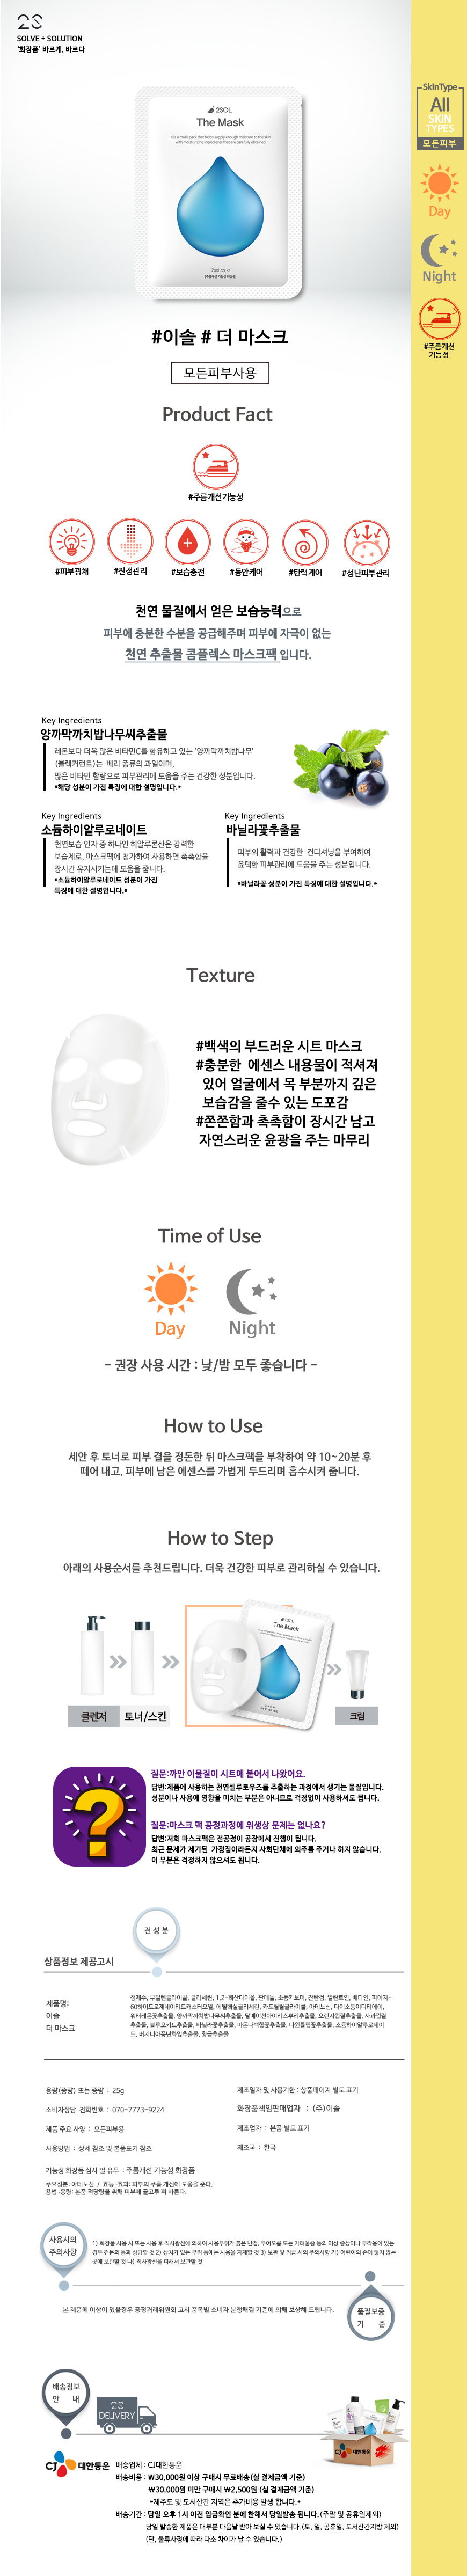 2S
SOLVE + SOLUTION
'화장품' 바르게, 바르다
SkinType
All
SKIN
TYPES
모든피부
Day
Night
#주름개선
기능성
2SOL
The Mask
It is a mask pack that helps supply enough moisture to the skin
with moisturizing ingredients that are carefully obtained.
2sol.co.kr
[주름개선 기능성 화장품]
#이솔 # 더 마스크
모든피부사용
Product Fact
#주름개선기능성
#피부광채
#진정관리
#보습충전
#동안케어
#탄력케어
#성난피부관리
천연 물질에서 얻은 보습능력으로
피부에 충분한 수분을 공급해주며 피부에 자극이 없는
천연 추출물 콤플렉스 마스크팩 입니다.
Key Ingredients
양까막까치밥나무씨추출물
레몬보다 더욱 많은 비타민C를 함유하고 있는 '양까막까치밥나무'
(블랙커런트)는 베리 종류의 과일이며,
많은 비타민 함량으로 피부관리에 도움을 주는 건강한 성분입니다.
*해당 성분이 가진 특징에 대한 설명입니다.*
Key Ingredients
소듐하이알루로네이트
천연보습 인자 중 하나인 히알루론산은 강력한
보습제로, 마스크팩에 첨가하여 사용하면 촉촉함을
장시간 유지시키는데 도움을 줍니다.
*소듐하이알루로네이트 성분이 가진
특징에 대한 설명입니다.*
Key Ingredients
바닐라꽃추출물
피부의 활력과 건강한 컨디셔닝을 부여하여
윤택한 피부관리에 도움을 주는 성분입니다.
*바닐라꽃 성분이 가진 특징에 대한 설명입니다.*
Texture
#백색의 부드러운 시트 마스크
#충분한 에센스 내용물이 적셔져
있어 얼굴에서 목 부분까지 깊은
보습감을 줄수 있는 도포감
#쫀쫀함과 촉촉함이 장시간 남고
자연스러운 윤광을 주는 마무리
Time of Use
Day
Night
- 권장 사용 시간 : 낮/밤 모두 좋습니다 -
How to Use
세안 후 토너로 피부 결을 정돈한 뒤 마스크팩을 부착하여 약 10~20분 후
떼어 내고, 피부에 남은 에센스를 가볍게 두드리며 흡수시켜 줍니다.
How to Step
아래의 사용순서를 추천드립니다. 더욱 건강한 피부로 관리하실 수 있습니다.
2SOL
The Mask
클렌저
토너/스킨
크림
질문:까만 이물질이 시트에 붙어서 나왔어요.
답변:제품에 사용하는 천연셀루로우즈를 추출하는 과정에서 생기는 물질입니다.
성분이나 사용에 영향을 미치는 부분은 아니므로 걱정없이 사용하셔도 됩니다.
질문:마스크 팩 공정과정에 위생상 문제는 없나요?
답변:저희 마스크팩은 전공정이 공장에서 진행이 됩니다.
최근 문제가 제기된 가정집이라든지 사회단체에 외주를 주거나 하지 않습니다.
이 부분은 걱정하지 않으셔도 됩니다.
전 성 분
상품정보 제공고시
제품명:
이솔
더 마스크
정제수, 부틸렌글라이콜, 글리세린, 1,2-헥산다이올, 판테놀, 소듐카보머, 잔탄검, 알란토인, 베타인, 피이지-
60하이드로제네이티드캐스터오일, 에틸헥실글리세린, 카프릴릴글라이콜, 아데노신, 다이소듐이디티에이,
워터레몬꽃추출물, 양까막까치밥나무씨추출물, 달메이션마이리스뿌리추출물, 오렌지껍질추출물, 사과껍질
추출물, 블루오키드추출물, 바닐라꽃추출물, 마돈나백합꽃추출물, 다윈튤립꽃추출물, 소듐하이알루로네이
트, 버지니아풍년화잎추출물, 황금추출물
용량(중량) 또는 중량 : 25g
소비자상담 전화번호 : 070-7773-9224
제품 주요 사양 : 모든피부용
사용방법 : 상세 참조 및 본품표기 참조
기능성 화장품 심사 필 유무 : 주름개선 기능성 화장품
주요성분: 아데노신 / 효능·효과: 피부의 주름 개선에 도움을 준다.
용법·용량: 본품 적당량을 취해 피부에 골고루 펴 바른다.
제조일자 및 사용기한 : 상품페이지 별도 표기
화장품책임판매업자 : (주)이솔
제조업자 : 본품 별도 표기
제조국 : 한국
사용시의
주의사항
1) 화장품 사용 시 또는 사용 후 직사광선에 의하여 사용부위가 붉은 반점, 부어오름 또는 가려움증 등의 이상 증상이나 부작용이 있는
경우 전문의 등과 상담할 것 2) 상처가 있는 부위 등에는 사용을 자제할 것 3) 보관 및 취급 시의 주의사항 가) 어린이의 손이 닿지 않는
곳에 보관할 것 나) 직사광선을 피해서 보관할 것
본 제품에 이상이 있을경우 공정거래위원회 고시 품목별 소비자 분쟁해결 기준에 의해 보상해 드립니다.
품질보증
기 준
배송정보
안 내
2S
DELIVERY
CJ 대한통운
CJ 대한통운
배송업체 : CJ대한통운
배송비용 : ₩30,000원 이상 구매시 무료배송(실 결제금액 기준)
₩30,000원 미만 구매시 ₩2,500원 (실 결제금액 기준)
*제주도 및 도서산간 지역은 추가비용 발생 합니다.*
배송기간 : 당일 오후 1시 이전 입금확인 분에 한해서 당일발송 됩니다.(주말 및 공휴일제외)
당일 발송한 제품은 대부분 다음날 받아 보실 수 있습니다.(토, 일, 공휴일, 도서산간지방 제외)
(단, 물류사정에 따라 다소 차이가 날 수 있습니다.)